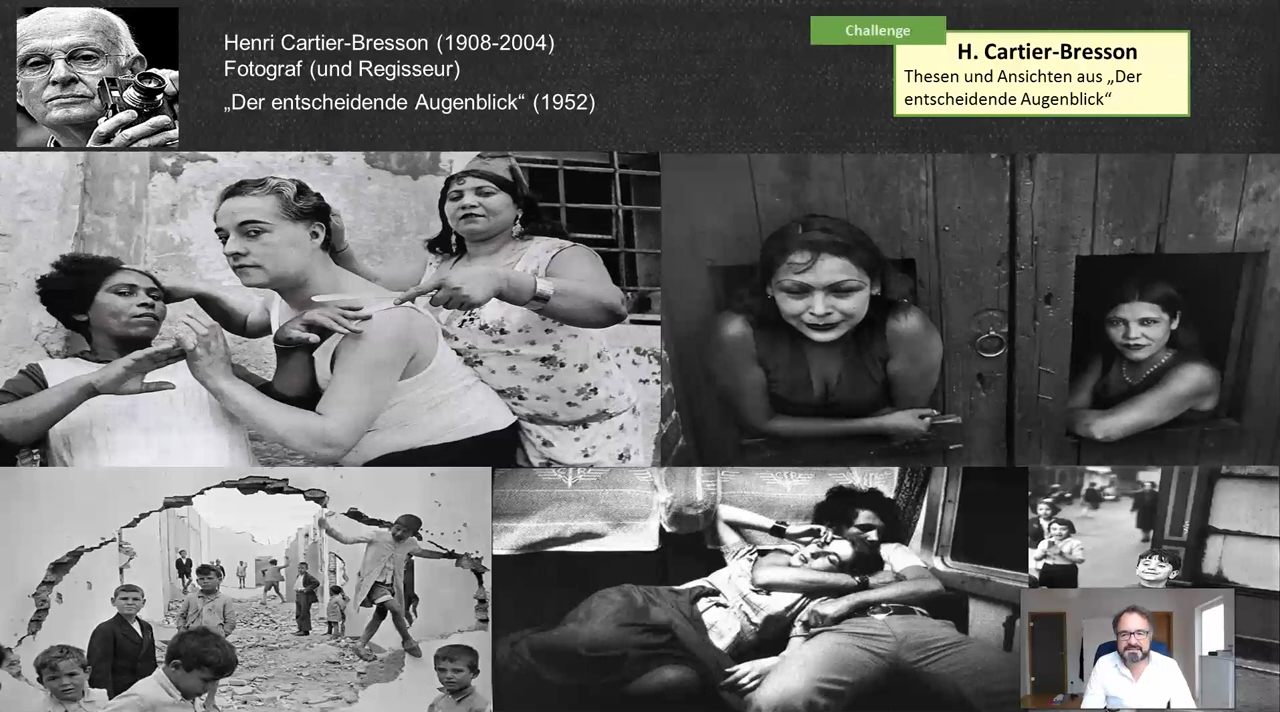 Henri Cartier-Bresson (1908-2004)
Fotograf (und Regisseur)
„Der entscheidende Augenblick“ (1952)
Challenge
H. Cartier-Bresson
Thesen und Ansichten aus „Der
entscheidende Augenblick“